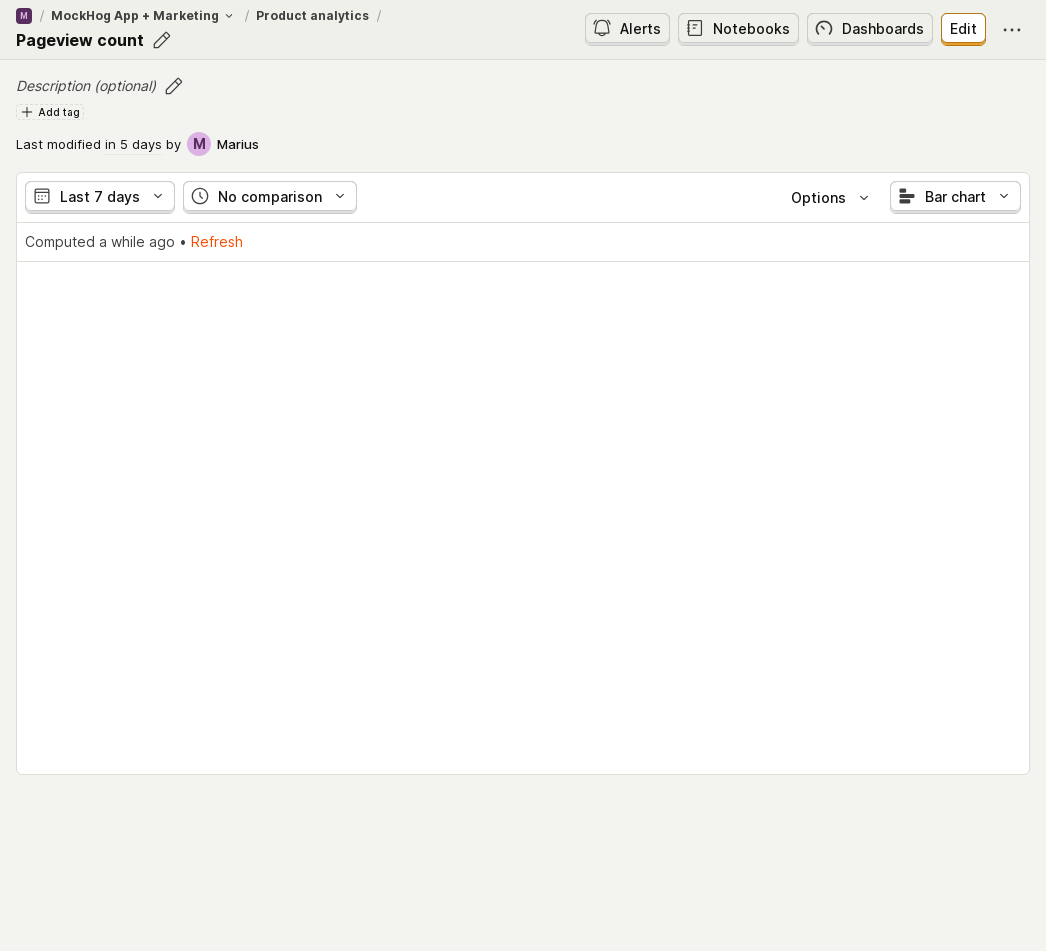 M / MockHog App + Marketing / Product analytics /
Pageview count
Alerts Notebooks Dashboards Edit
Description (optional)
Add tag
Last modified in 5 days by M Marius
Last 7 days No comparison Options Bar chart
Computed a while ago • Refresh